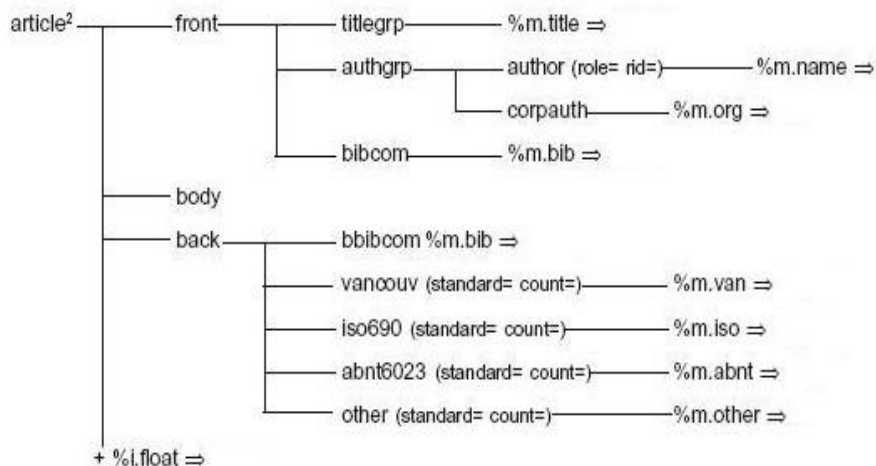 article² front titlegrp %m.title ⇒
authgrp author (role= rid=) %m.name ⇒
corpauth %m.org ⇒
bibcom %m.bib ⇒
body
back bbibcom %m.bib ⇒
vancouv (standard= count=) %m.van ⇒
iso690 (standard= count=) %m.iso ⇒
abnt6023 (standard= count=) %m.abnt ⇒
other (standard= count=) %m.other ⇒
+ %i.float ⇒